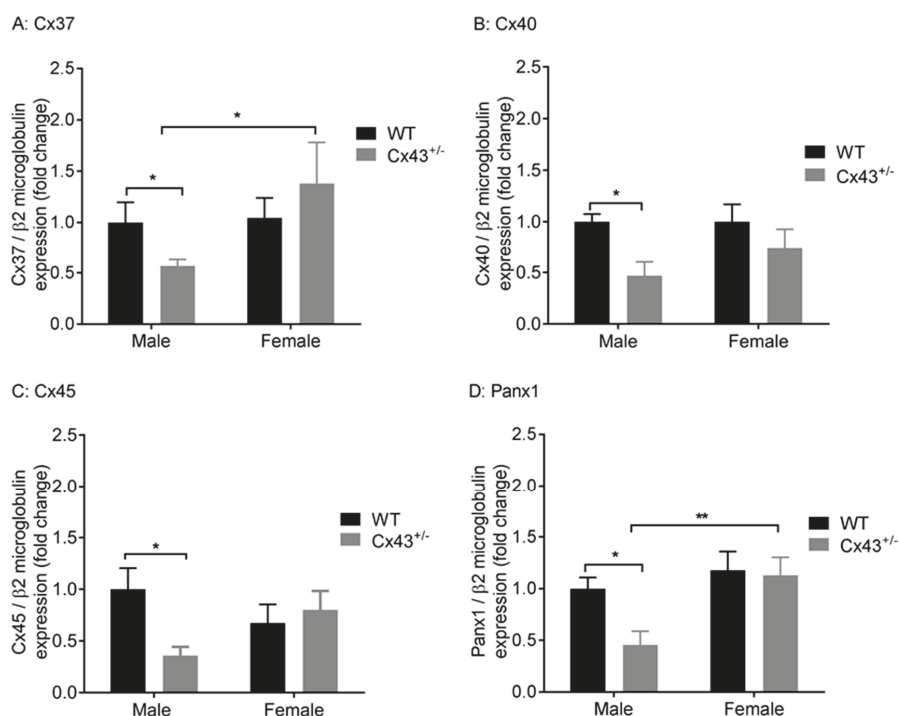 A: Cx37
Cx37 / β2 microglobulin
expression (fold change)
2.5
2.0
1.5
1.0
0.5
0.0
*
*
WT
Cx43+/-
Male
Female
B: Cx40
Cx40 / β2 microglobulin
expression (fold change)
2.5
2.0
1.5
1.0
0.5
0.0
*
WT
Cx43+/-
Male
Female
C: Cx45
Cx45 / β2 microglobulin
expression (fold change)
2.5
2.0
1.5
1.0
0.5
0.0
*
WT
Cx43+/-
Male
Female
D: Panx1
Panx1 / β2 microglobulin
expression (fold change)
2.5
2.0
1.5
1.0
0.5
0.0
*
**
WT
Cx43+/-
Male
Female